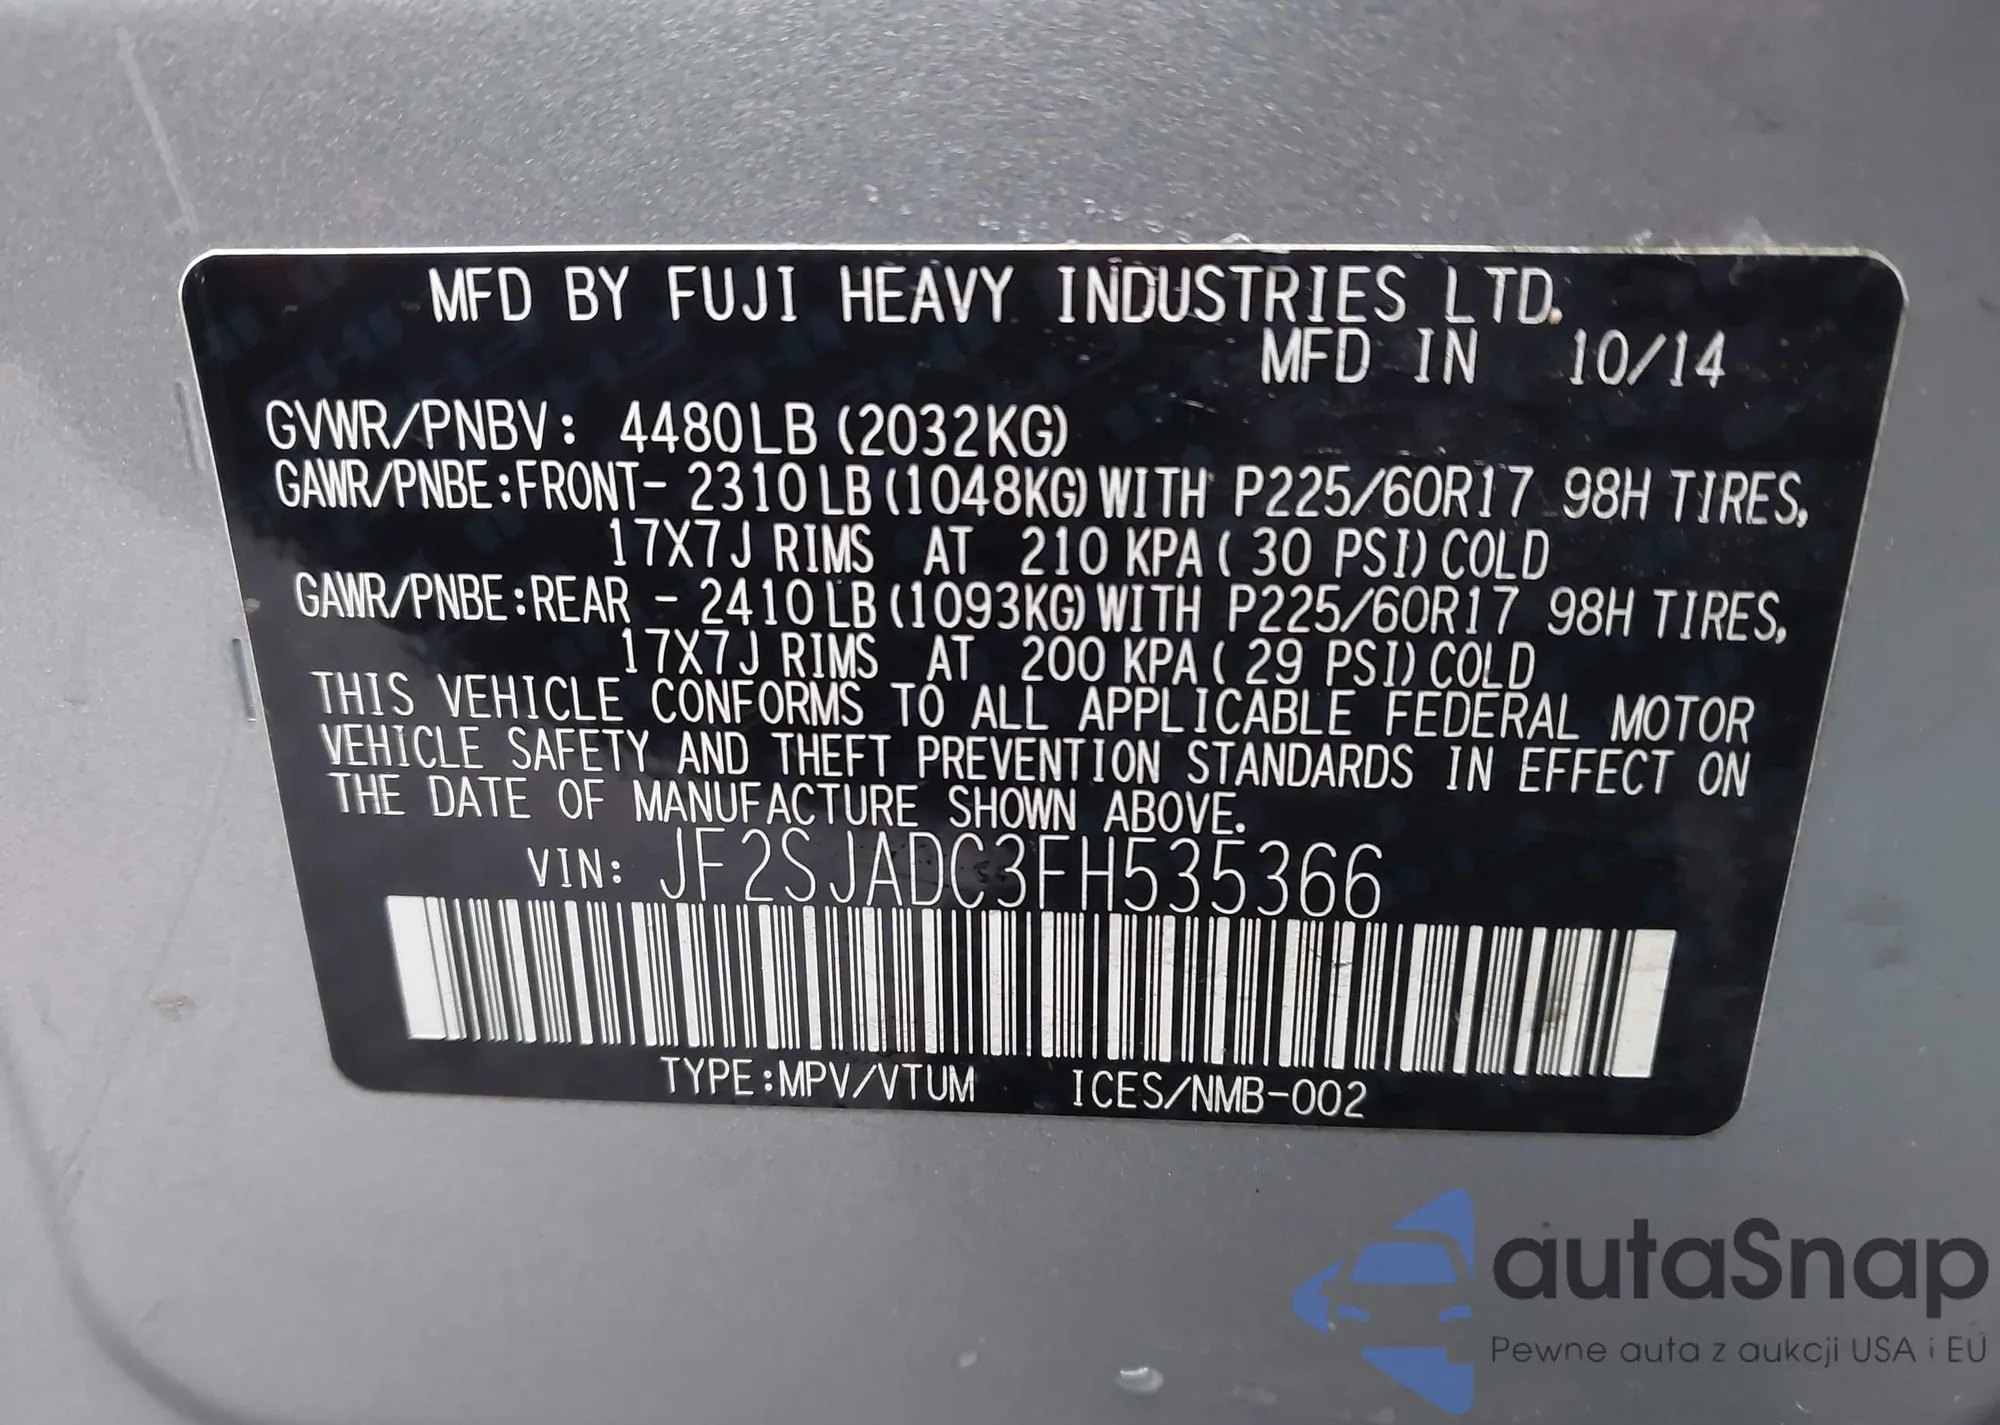 MFD BY FUJI HEAVY INDUSTRIES LTD.
MFD IN 10/14
GVWR/PNBV: 4480LB (2032KG)
GAWR/PNBE:FRONT- 2310LB(1048KG)WITH P225/60R17 98H TIRES,
17X7J RIMS AT 210 KPA( 30 PSI)COLD
GAWR/PNBE:REAR - 2410LB(1093KG)WITH P225/60R17 98H TIRES,
17X7J RIMS AT 200 KPA( 29 PSI)COLD
THIS VEHICLE CONFORMS TO ALL APPLICABLE FEDERAL MOTOR
VEHICLE SAFETY AND THEFT PREVENTION STANDARDS IN EFFECT ON
THE DATE OF MANUFACTURE SHOWN ABOVE.
VIN: JF2SJADC3FH535366
TYPE:MPV/VTUM ICES/NMB-002
autaSnap
Pewne auta z aukcji USA i EU